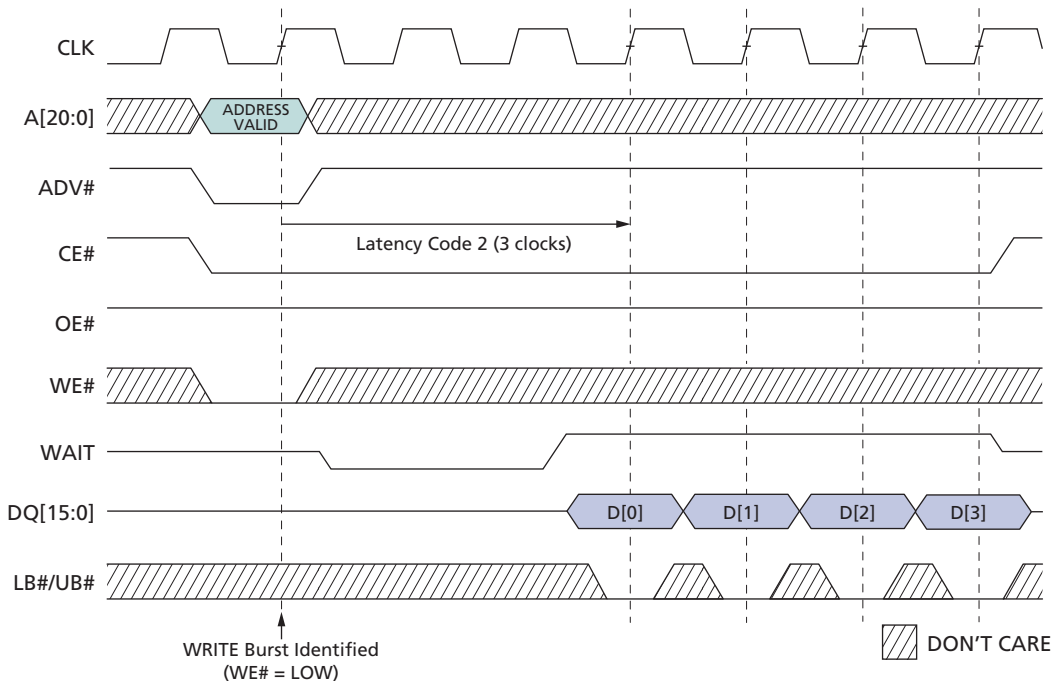 CLK
A[20:0]
ADDRESS
VALID
ADV#
Latency Code 2 (3 clocks)
CE#
OE#
WE#
WAIT
DQ[15:0]
D[0]
D[1]
D[2]
D[3]
LB#/UB#
WRITE Burst Identified
(WE# = LOW)
DON'T CARE